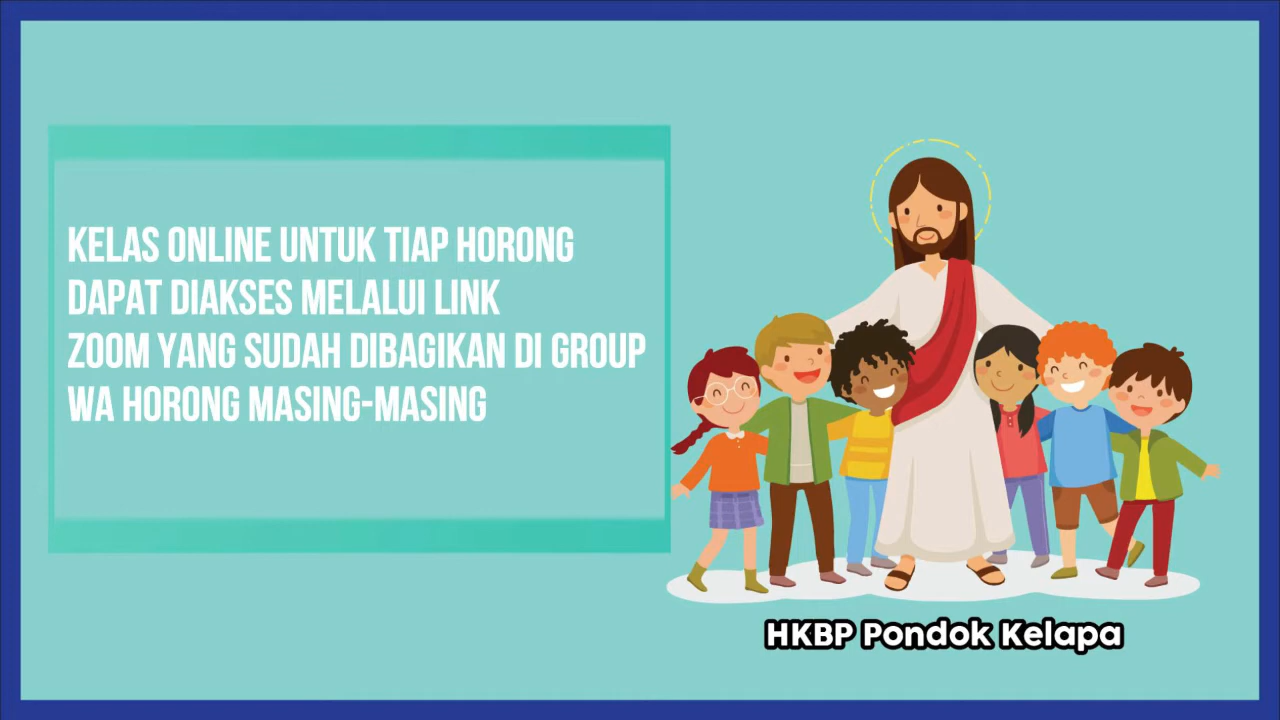 KELAS ONLINE UNTUK TIAP HORONG
DAPAT DIAKSES MELALUI LINK
ZOOM YANG SUDAH DIBAGIKAN DI GROUP
WA HORONG MASING-MASING
HKBP Pondok Kelapa